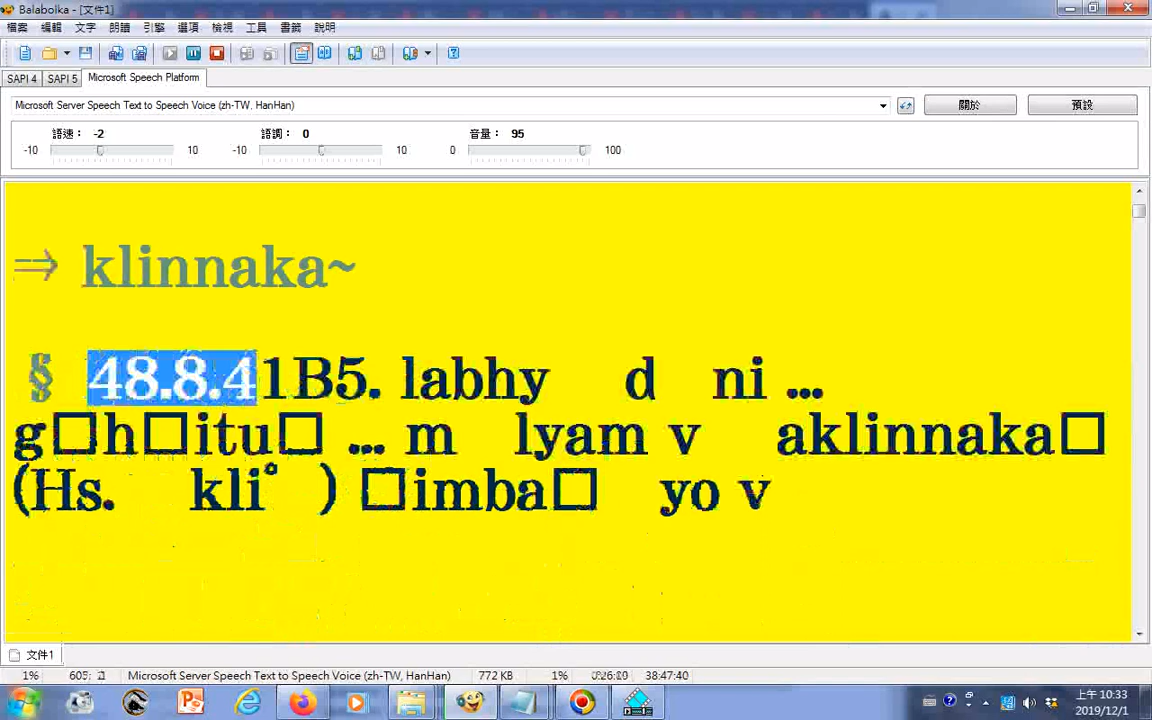 Balabolka - [文件1]
檔案 編輯 文字 朗讀 引擎 選項 檢視 工具 書籤 說明
SAPI 4 SAPI 5 Microsoft Speech Platform
Microsoft Server Speech Text to Speech Voice (zh-TW, HanHan) 關於 預設
語速： -2 語調： 0 音量： 95
-10 10 -10 10 0 100
⇒ klinnaka~
§ 48.8.41B5. labhy d ni ...
g□h□itu□ ... m lyam v aklinnaka□
(Hs. kli° ) □imba□ yo v
文件1
1% Microsoft Server Speech Text to Speech Voice (zh-TW, HanHan) 772 KB 1% 38:47:40
上午 10:33
2019/12/1